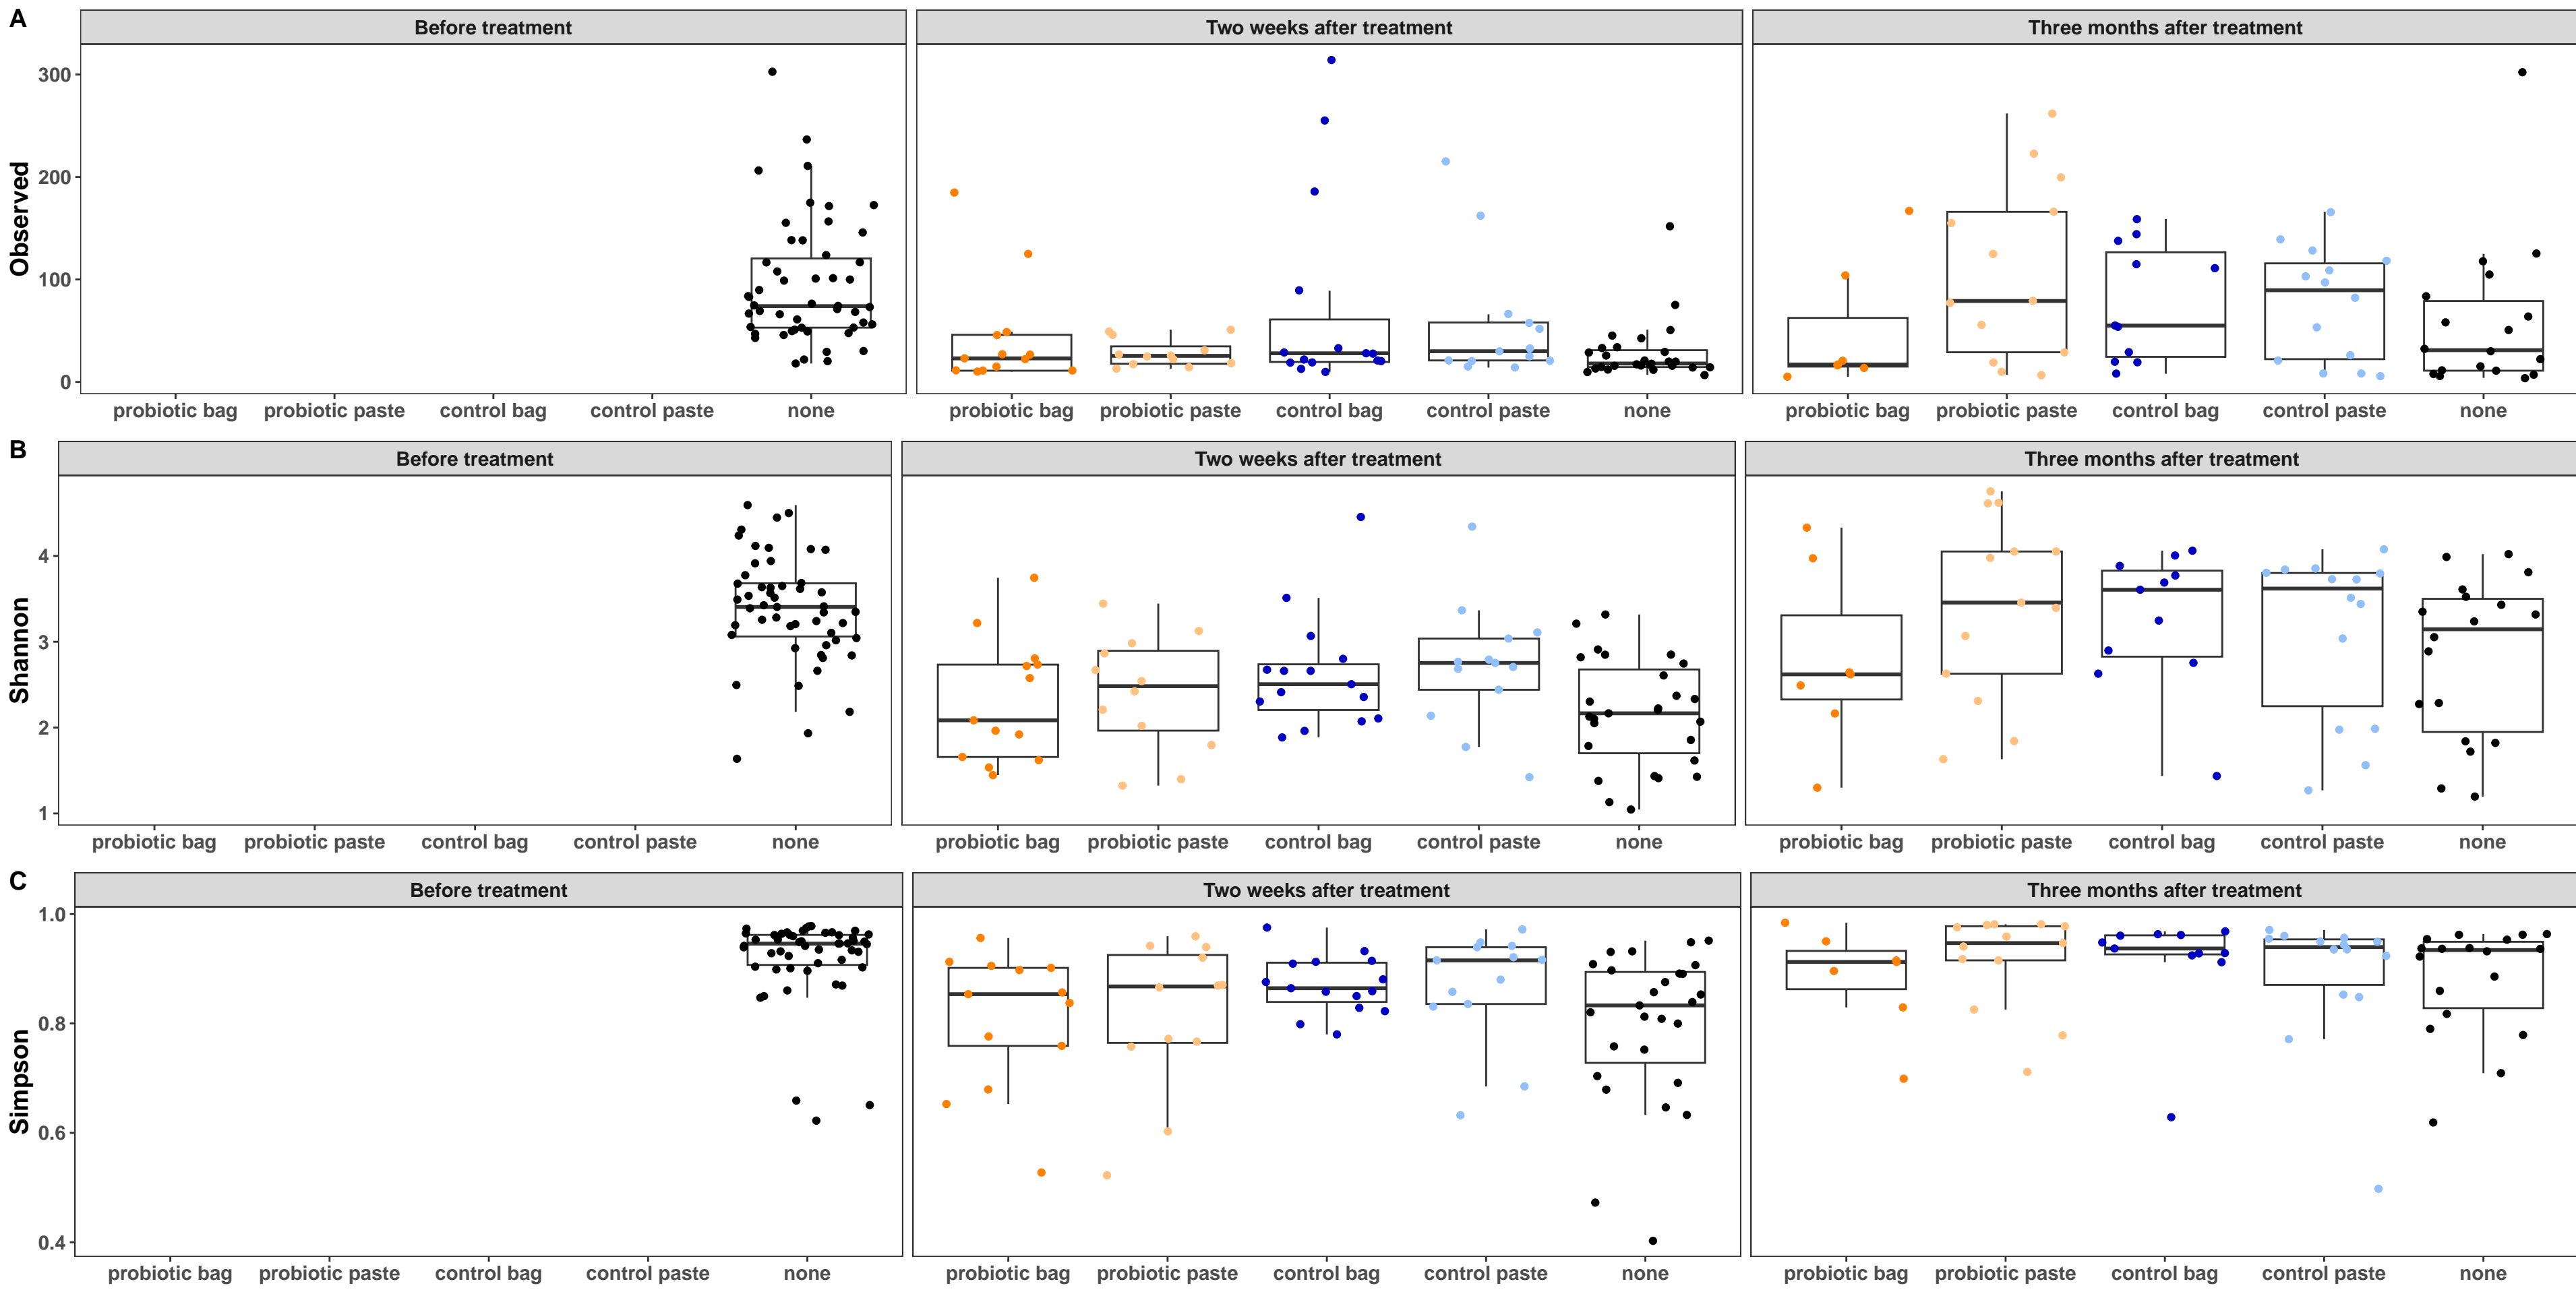 A
Before treatment Two weeks after treatment Three months after treatment
Observed
300
200
100
0
probiotic bag probiotic paste control bag control paste none probiotic bag probiotic paste control bag control paste none probiotic bag probiotic paste control bag control paste none
B
Before treatment Two weeks after treatment Three months after treatment
Shannon
4
3
2
1
probiotic bag probiotic paste control bag control paste none probiotic bag probiotic paste control bag control paste none probiotic bag probiotic paste control bag control paste none
C
Before treatment Two weeks after treatment Three months after treatment
Simpson
1.0
0.8
0.6
0.4
probiotic bag probiotic paste control bag control paste none probiotic bag probiotic paste control bag control paste none probiotic bag probiotic paste control bag control paste none